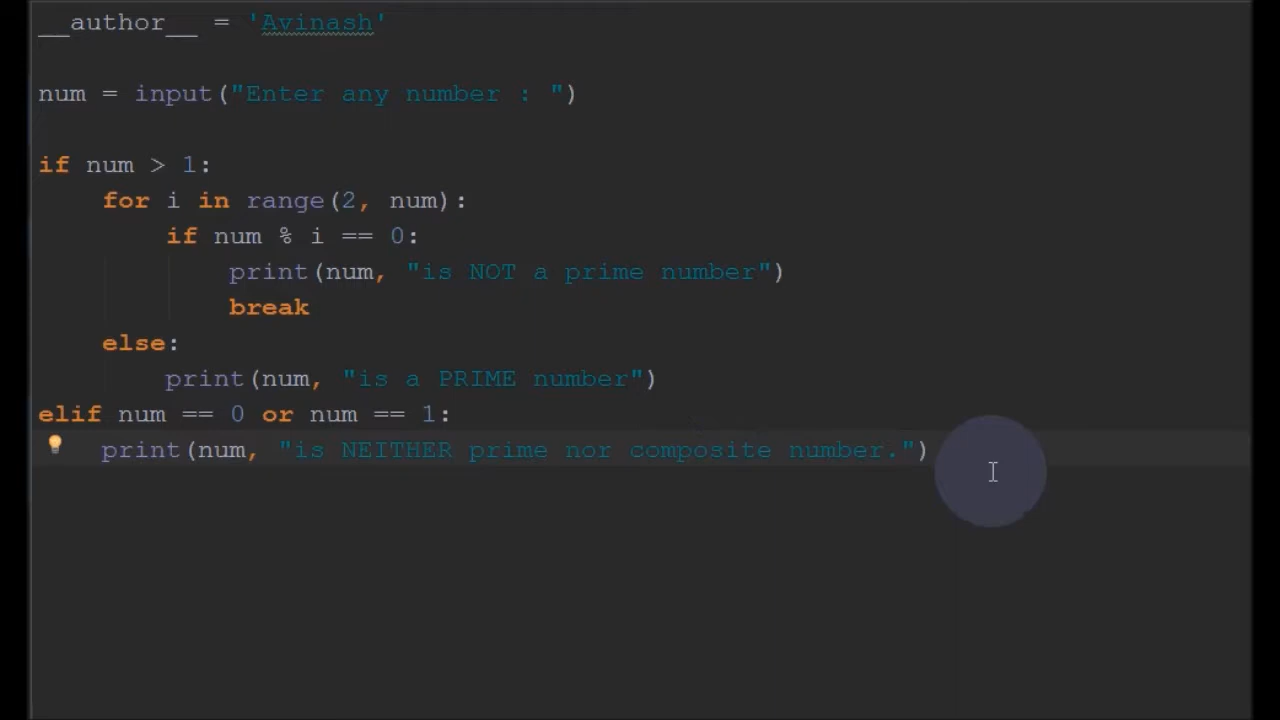 __author__ = 'Avinash'
num = input("Enter any number : ")
if num > 1:
    for i in range(2, num):
        if num % i == 0:
            print(num, "is NOT a prime number")
            break
    else:
        print(num, "is a PRIME number")
elif num == 0 or num == 1:
    print(num, "is NEITHER prime nor composite number.")